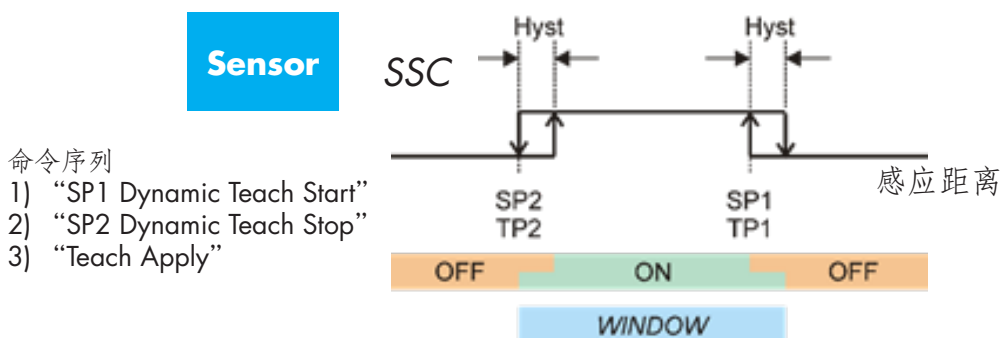 Hyst Hyst
Sensor SSC
命令序列
1) “SP1 Dynamic Teach Start”
2) “SP2 Dynamic Teach Stop”
3) “Teach Apply”
感应距离
SP2 SP1
TP2 TP1
OFF ON OFF
WINDOW